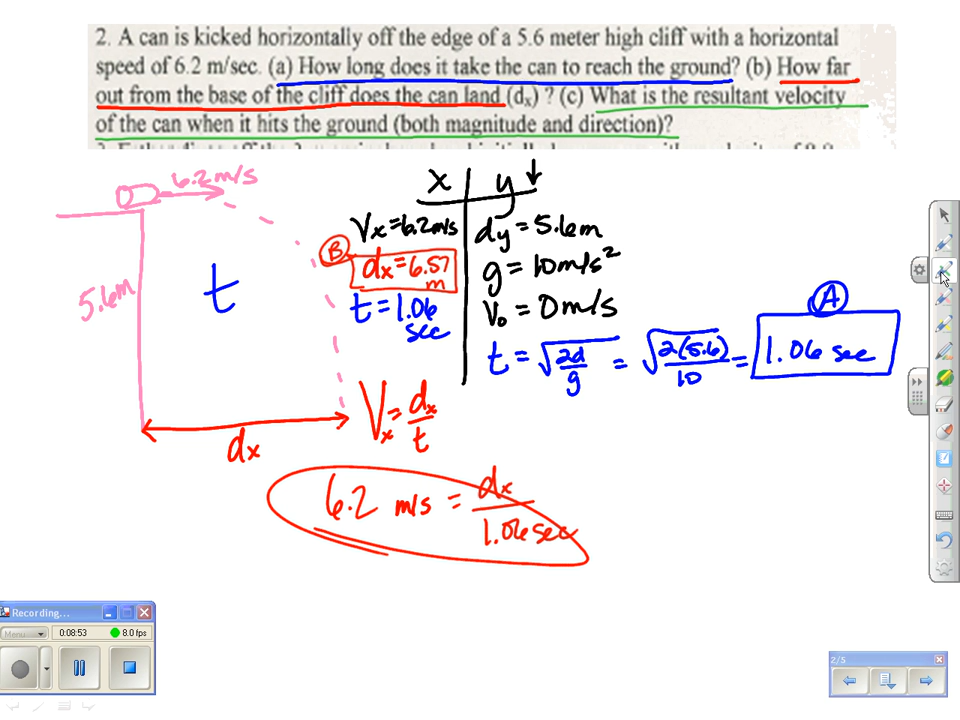 2. A can is kicked horizontally off the edge of a 5.6 meter high cliff with a horizontal
speed of 6.2 m/sec. (a) How long does it take the can to reach the ground? (b) How far
out from the base of the cliff does the can land (dₓ) ? (c) What is the resultant velocity
of the can when it hits the ground (both magnitude and direction)?
6.2 m/s
x y ↓
Vx = 6.2 m/s dy = 5.6m
B
dx = 6.57 m
g = 10 m/s²
5.6m
t
t = 1.06 sec
V₀ = 0 m/s
A
t = √2d/g = √2(5.6)/10 = 1.06 sec
Vx = dx/t
dx
6.2 m/s = dx/1.06 sec
Recording...
Menu...
0:08:53
8.0 fps
2/5